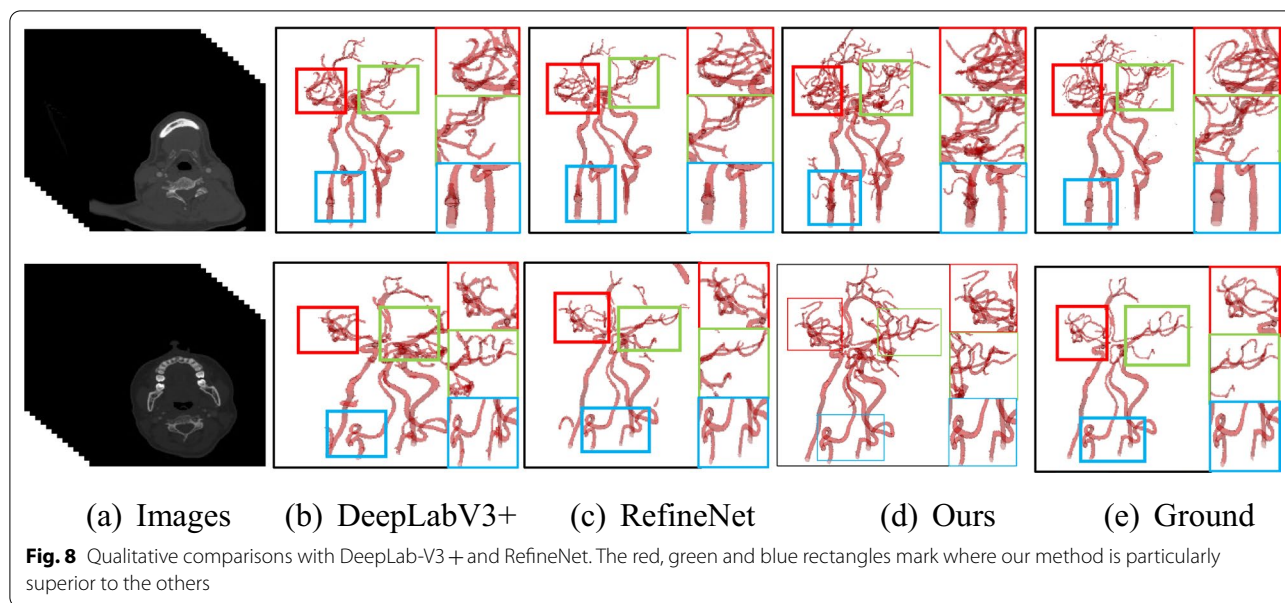 (a) Images (b) DeepLabV3+ (c) RefineNet (d) Ours (e) Ground
Fig. 8 Qualitative comparisons with DeepLab-V3 + and RefineNet. The red, green and blue rectangles mark where our method is particularly
superior to the others